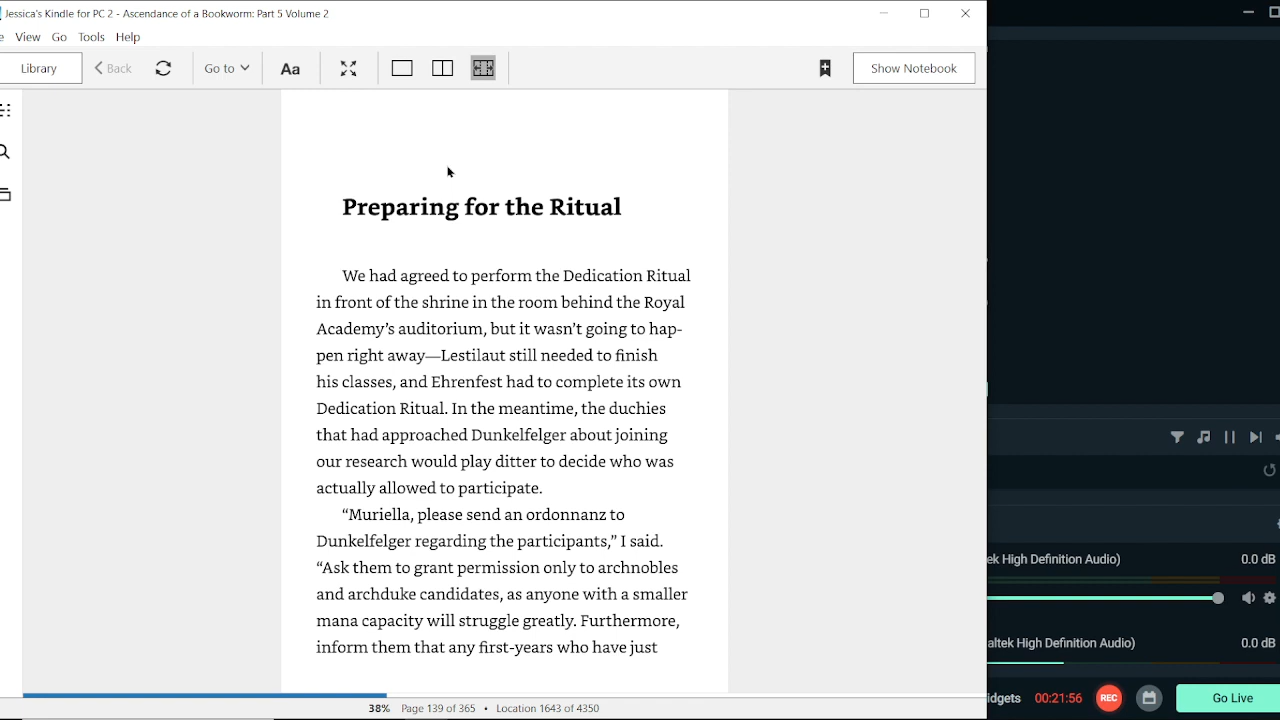 Jessica's Kindle for PC 2 - Ascendance of a Bookworm: Part 5 Volume 2
View Go Tools Help
Library Back Go to Aa Show Notebook
Preparing for the Ritual
We had agreed to perform the Dedication Ritual
in front of the shrine in the room behind the Royal
Academy's auditorium, but it wasn't going to hap-
pen right away—Lestilaut still needed to finish
his classes, and Ehrenfest had to complete its own
Dedication Ritual. In the meantime, the duchies
that had approached Dunkelfelger about joining
our research would play ditter to decide who was
actually allowed to participate.
“Muriella, please send an ordonnanz to
Dunkelfelger regarding the participants,” I said.
“Ask them to grant permission only to archnobles
and archduke candidates, as anyone with a smaller
mana capacity will struggle greatly. Furthermore,
inform them that any first-years who have just
38% Page 139 of 365 • Location 1643 of 4350
ek High Definition Audio) 0.0 dB
altek High Definition Audio) 0.0 dB
idgets 00:21:56 REC Go Live